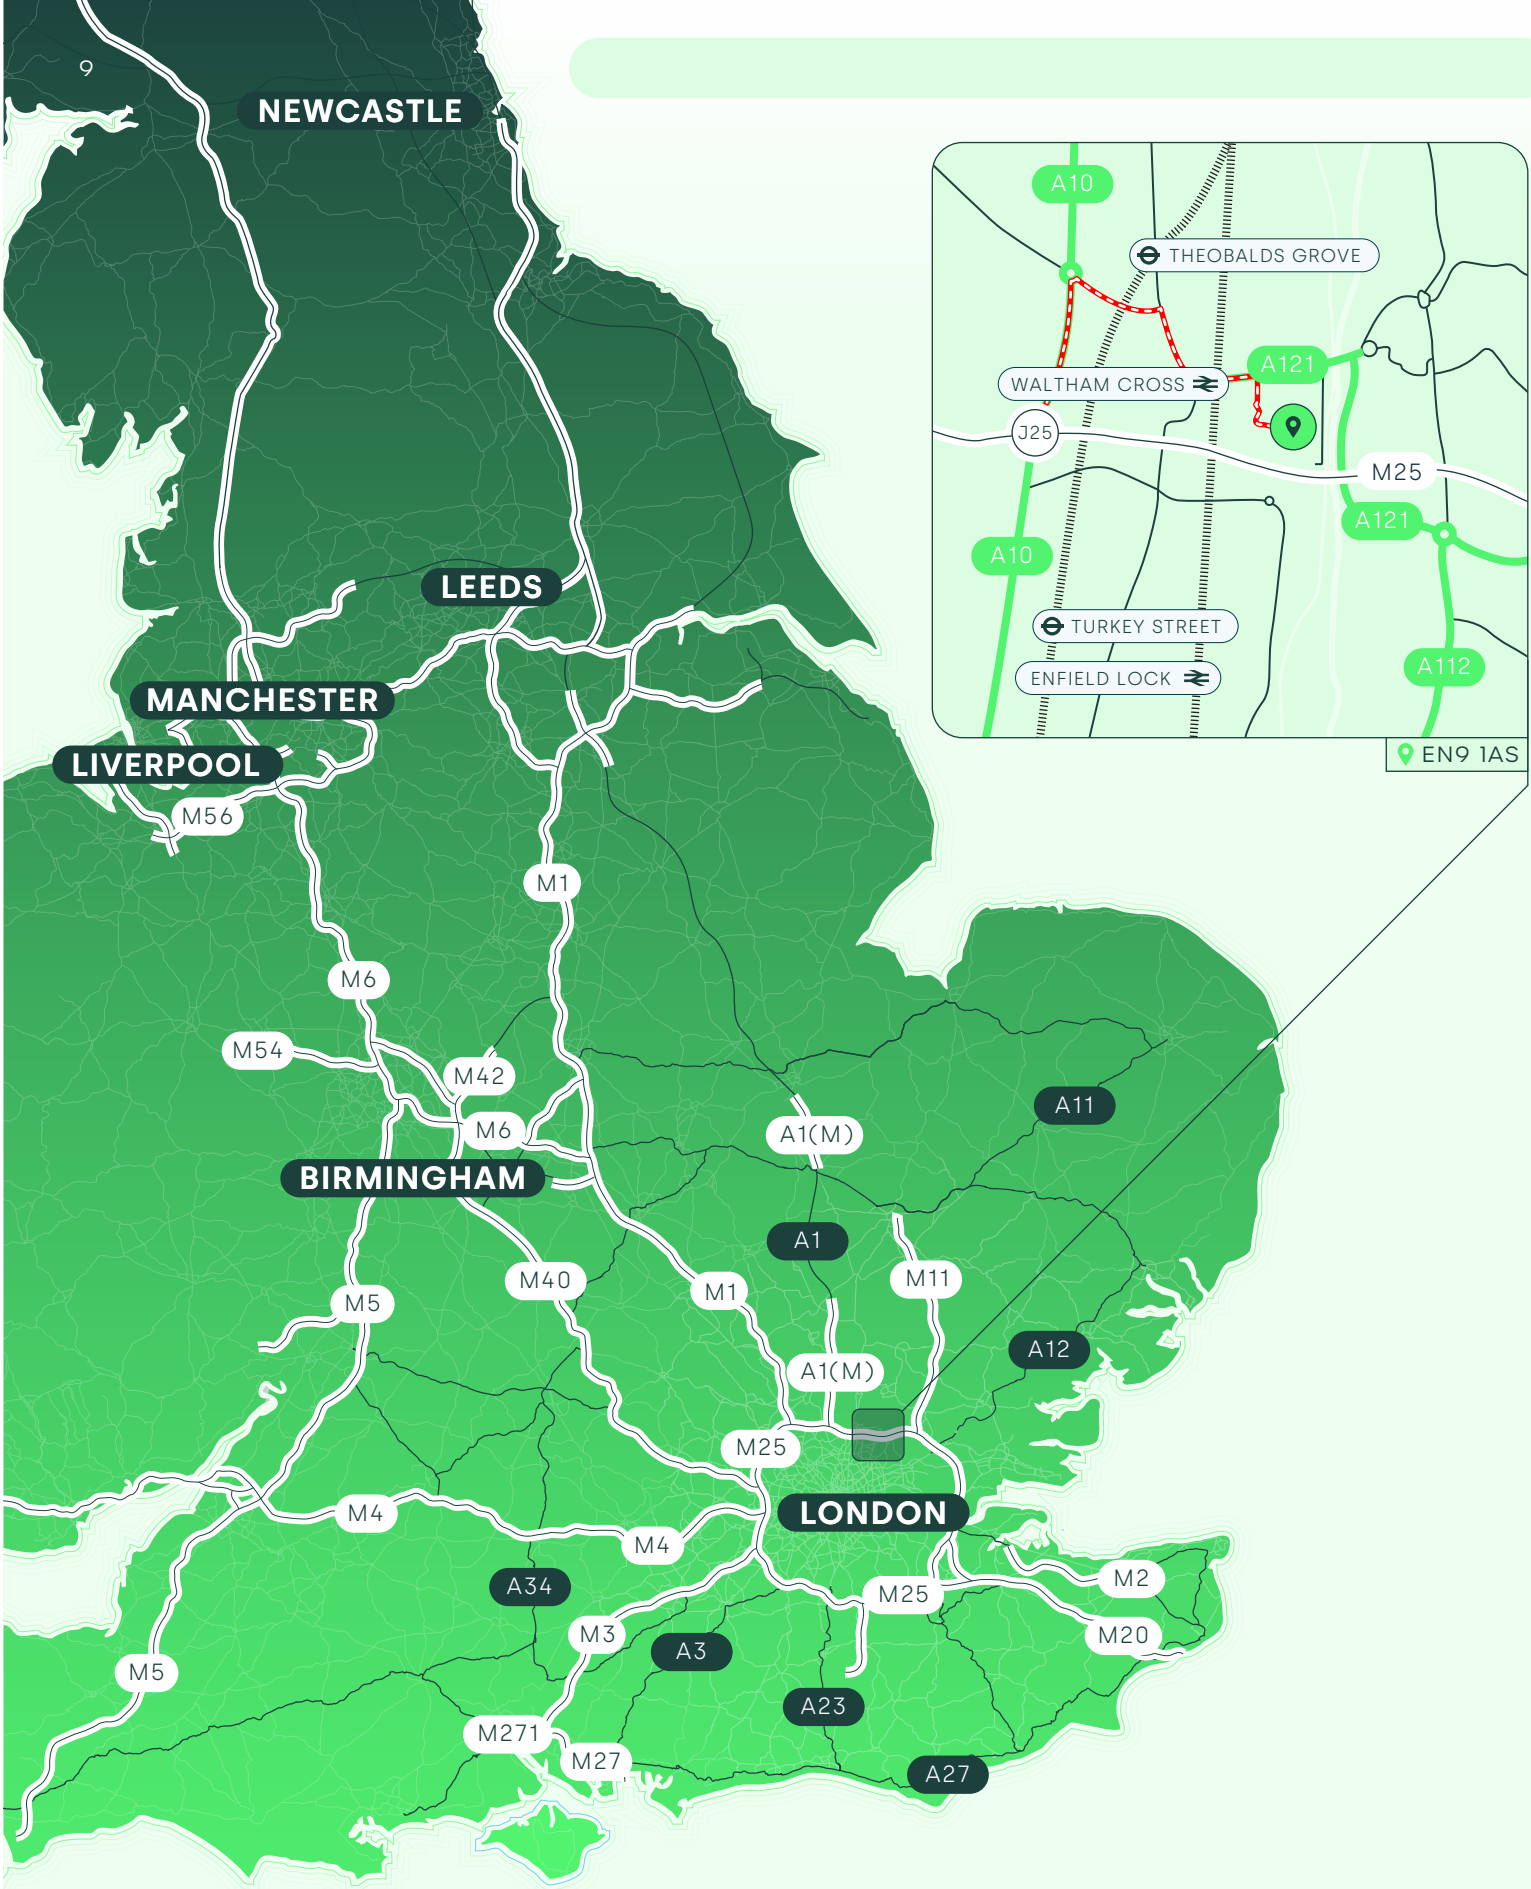 9
NEWCASTLE
A10
THEOBALDS GROVE
A121
WALTHAM CROSS
J25
M25
A121
A10
TURKEY STREET
A112
ENFIELD LOCK
EN9 1AS
LEEDS
MANCHESTER
LIVERPOOL
M56
M1
M6
M54
M42
A11
M6
A1(M)
BIRMINGHAM
A1
M40
M11
M1
M5
A12
A1(M)
M25
M4
LONDON
M4
A34
M2
M25
M3
M20
A3
M5
A23
M271
M27
A27